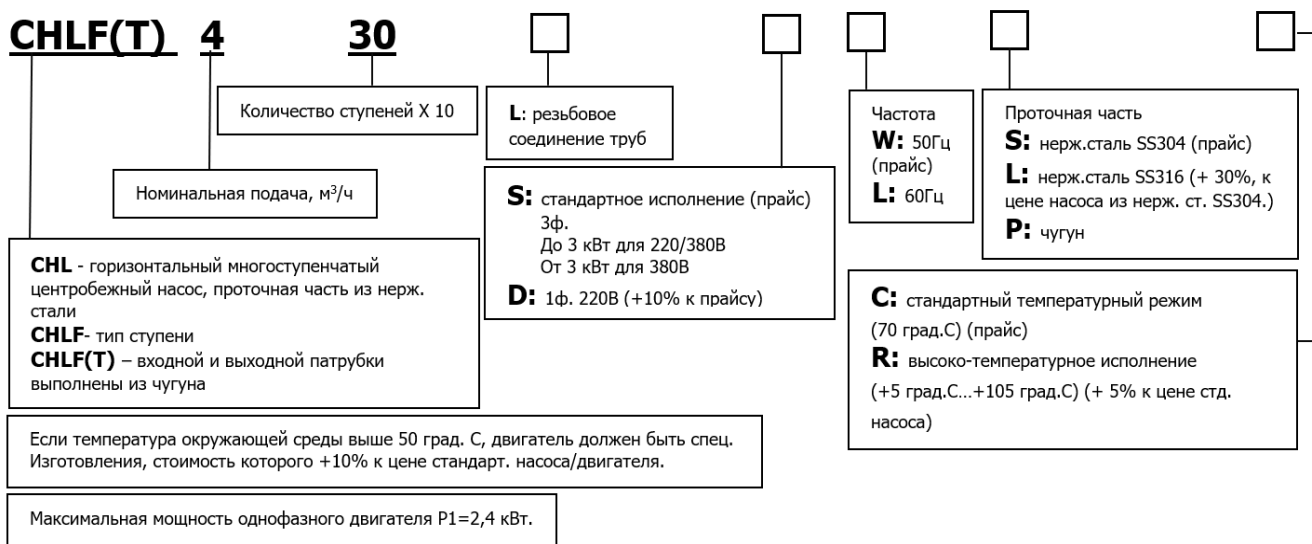 CHLF(T) 4 30
Количество ступеней X 10
L: резьбовое
соединение труб
Частота
W: 50Гц
(прайс)
L: 60Гц
Проточная часть
S: нерж.сталь SS304 (прайс)
L: нерж.сталь SS316 (+ 30%, к
цене насоса из нерж. ст. SS304.)
P: чугун
Номинальная подача, м³/ч
S: стандартное исполнение (прайс)
3ф.
До 3 кВт для 220/380В
От 3 кВт для 380В
D: 1ф. 220В (+10% к прайсу)
CHL - горизонтальный многоступенчатый
центробежный насос, проточная часть из нерж.
стали
CHLF- тип ступени
CHLF(T) – входной и выходной патрубки
выполнены из чугуна
C: стандартный температурный режим
(70 град.С) (прайс)
R: высоко-температурное исполнение
(+5 град.С...+105 град.С) (+ 5% к цене стд.
насоса)
Если температура окружающей среды выше 50 град. С, двигатель должен быть спец.
Изготовления, стоимость которого +10% к цене стандарт. насоса/двигателя.
Максимальная мощность однофазного двигателя P1=2,4 кВт.